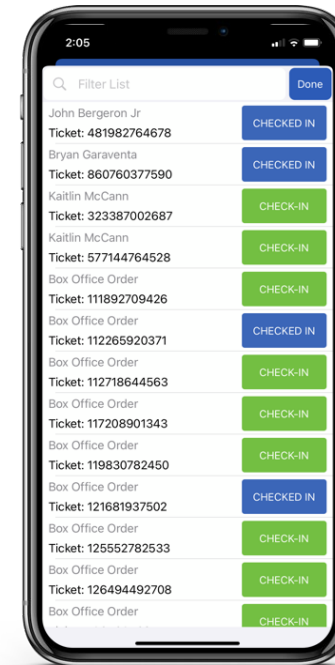 2:05
Filter List
Done
John Bergeron Jr
Ticket: 481982764678
CHECKED IN
Bryan Garaventa
Ticket: 860760377590
CHECKED IN
Kaitlin McCann
Ticket: 323387002687
CHECK-IN
Kaitlin McCann
Ticket: 577144764528
CHECK-IN
Box Office Order
Ticket: 111892709426
CHECK-IN
Box Office Order
Ticket: 112265920371
CHECKED IN
Box Office Order
Ticket: 112718644563
CHECK-IN
Box Office Order
Ticket: 117208901343
CHECK-IN
Box Office Order
Ticket: 119830782450
CHECK-IN
Box Office Order
Ticket: 121681937502
CHECKED IN
Box Office Order
Ticket: 125552782533
CHECK-IN
Box Office Order
Ticket: 126494492708
CHECK-IN
Box Office Order
CHECK-IN